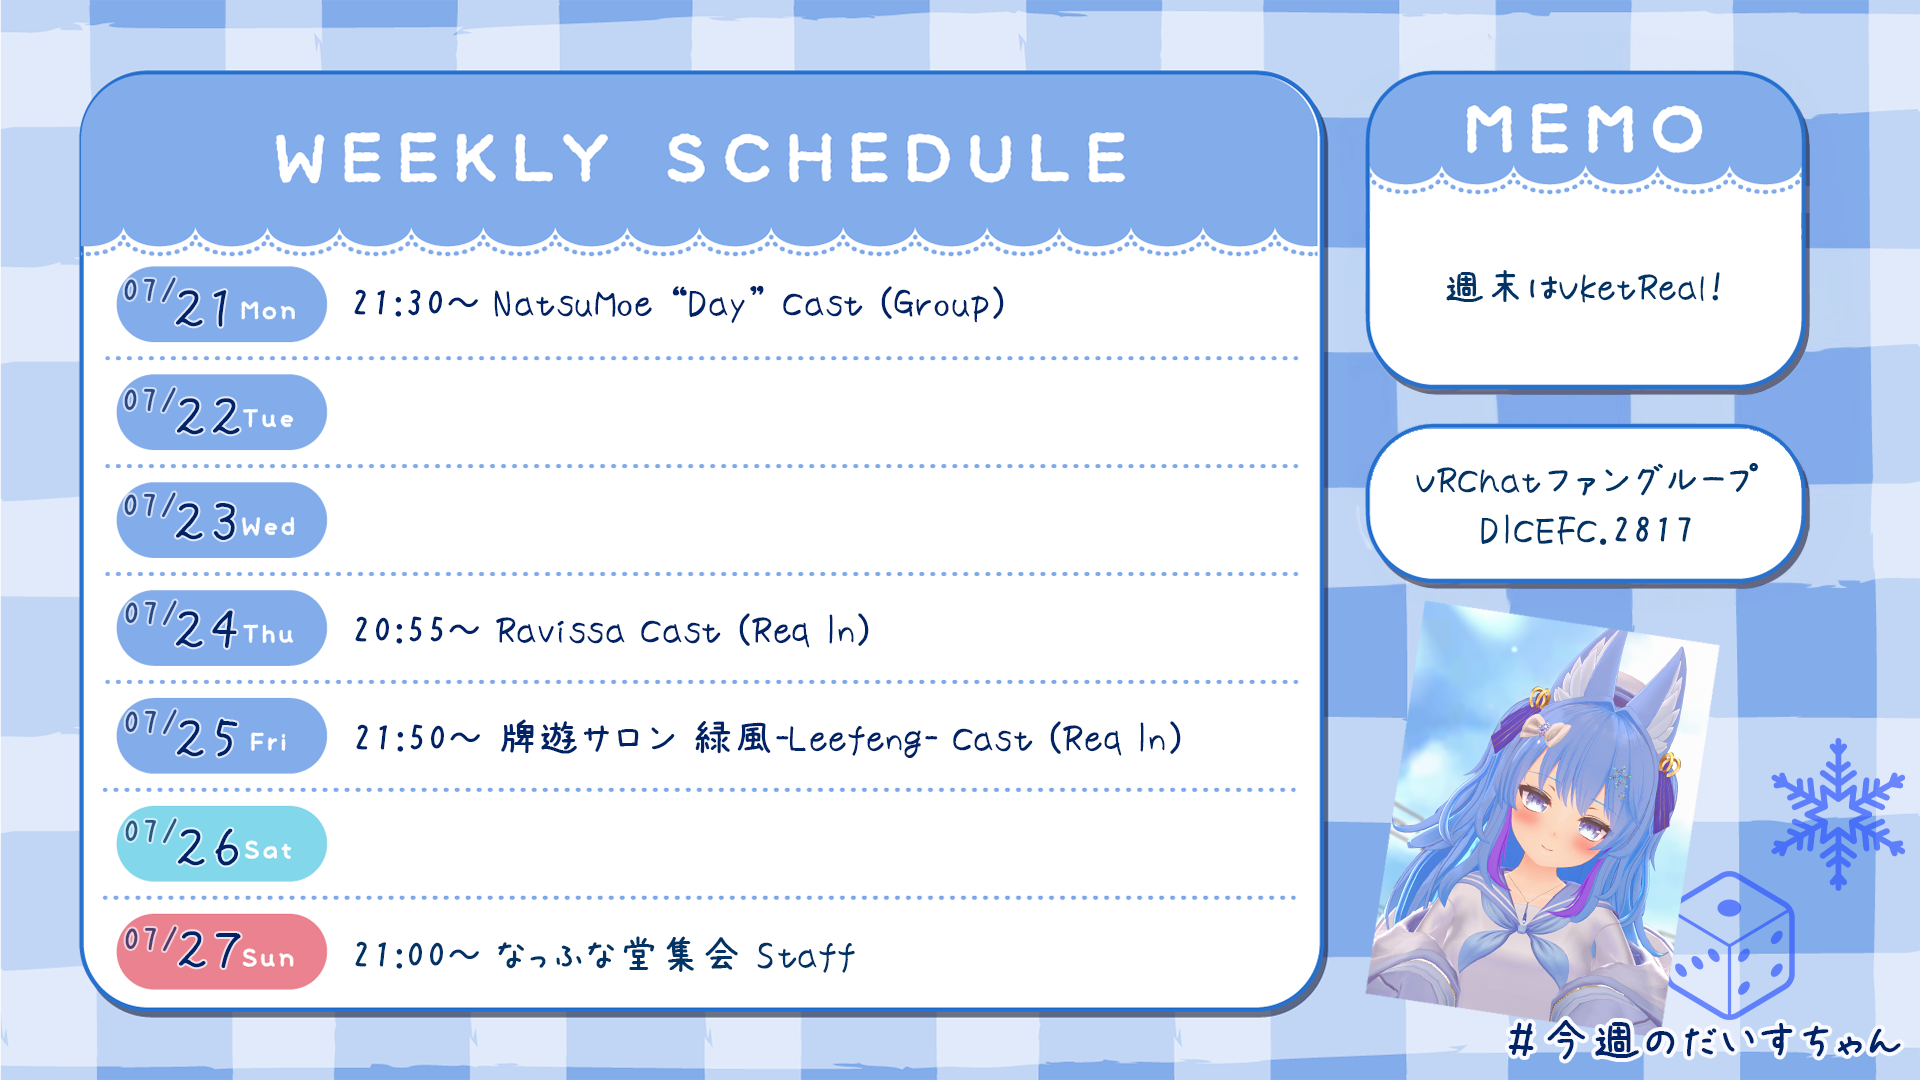 WEEKLY SCHEDULE
07/21 Mon 21:30～ NatsuMoe “Day” Cast (Group)
07/22 Tue
07/23 Wed
07/24 Thu 20:55～ Ravissa Cast (Req In)
07/25 Fri 21:50～ 牌遊サロン 緑風-Leefeng- Cast (Req In)
07/26 Sat
07/27 Sun 21:00～ なっふな堂集会 Staff
MEMO
週末はvketReal!
VRChatファングループ
DICEFC.2817
#今週のだいすちゃん